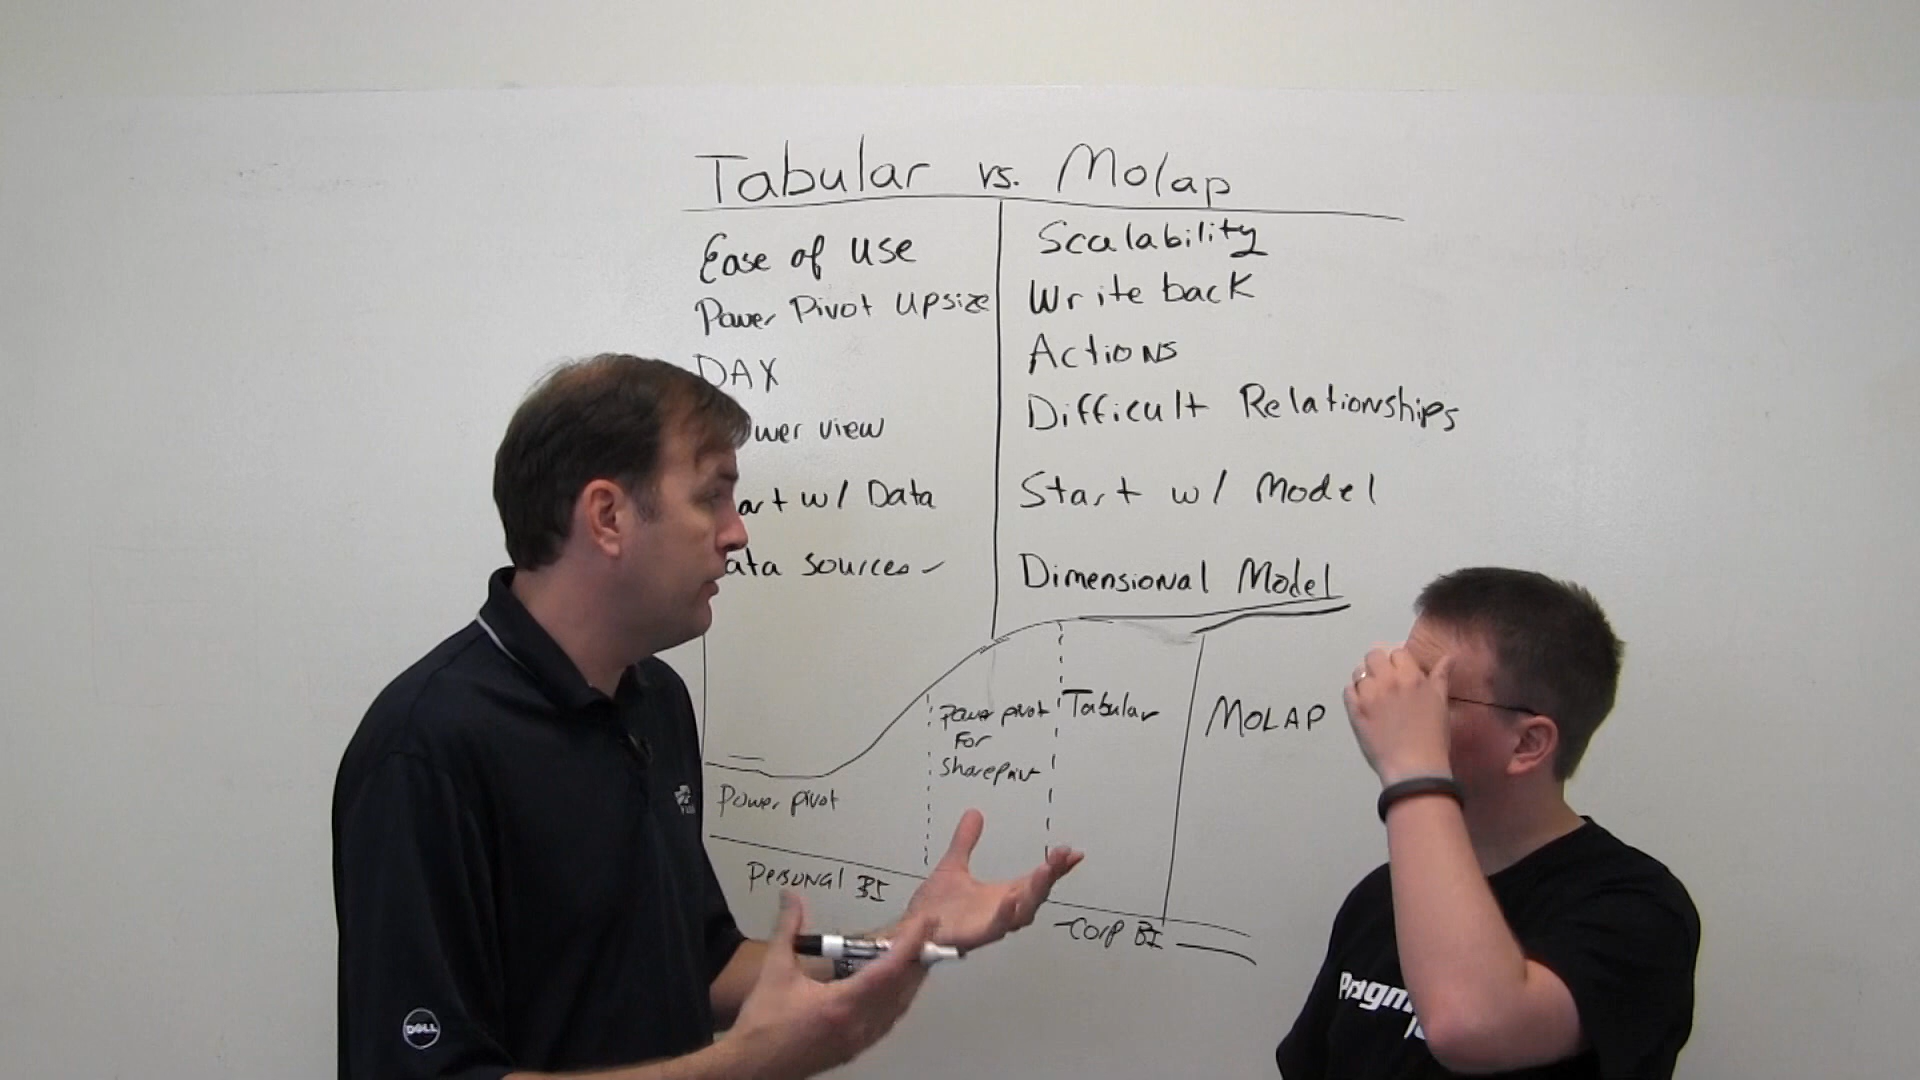 Tabular vs. Molap
Ease of Use
Power Pivot Upsize
DAX
wer view
art w/ Data
ata sources
Scalability
Write back
Actions
Difficult Relationships
Start w/ Model
Dimensional Model
Power pivot
Power pivot
For
Sharepoint
Tabular
MOLAP
Personal BI
Corp BI
DELL
Pragm